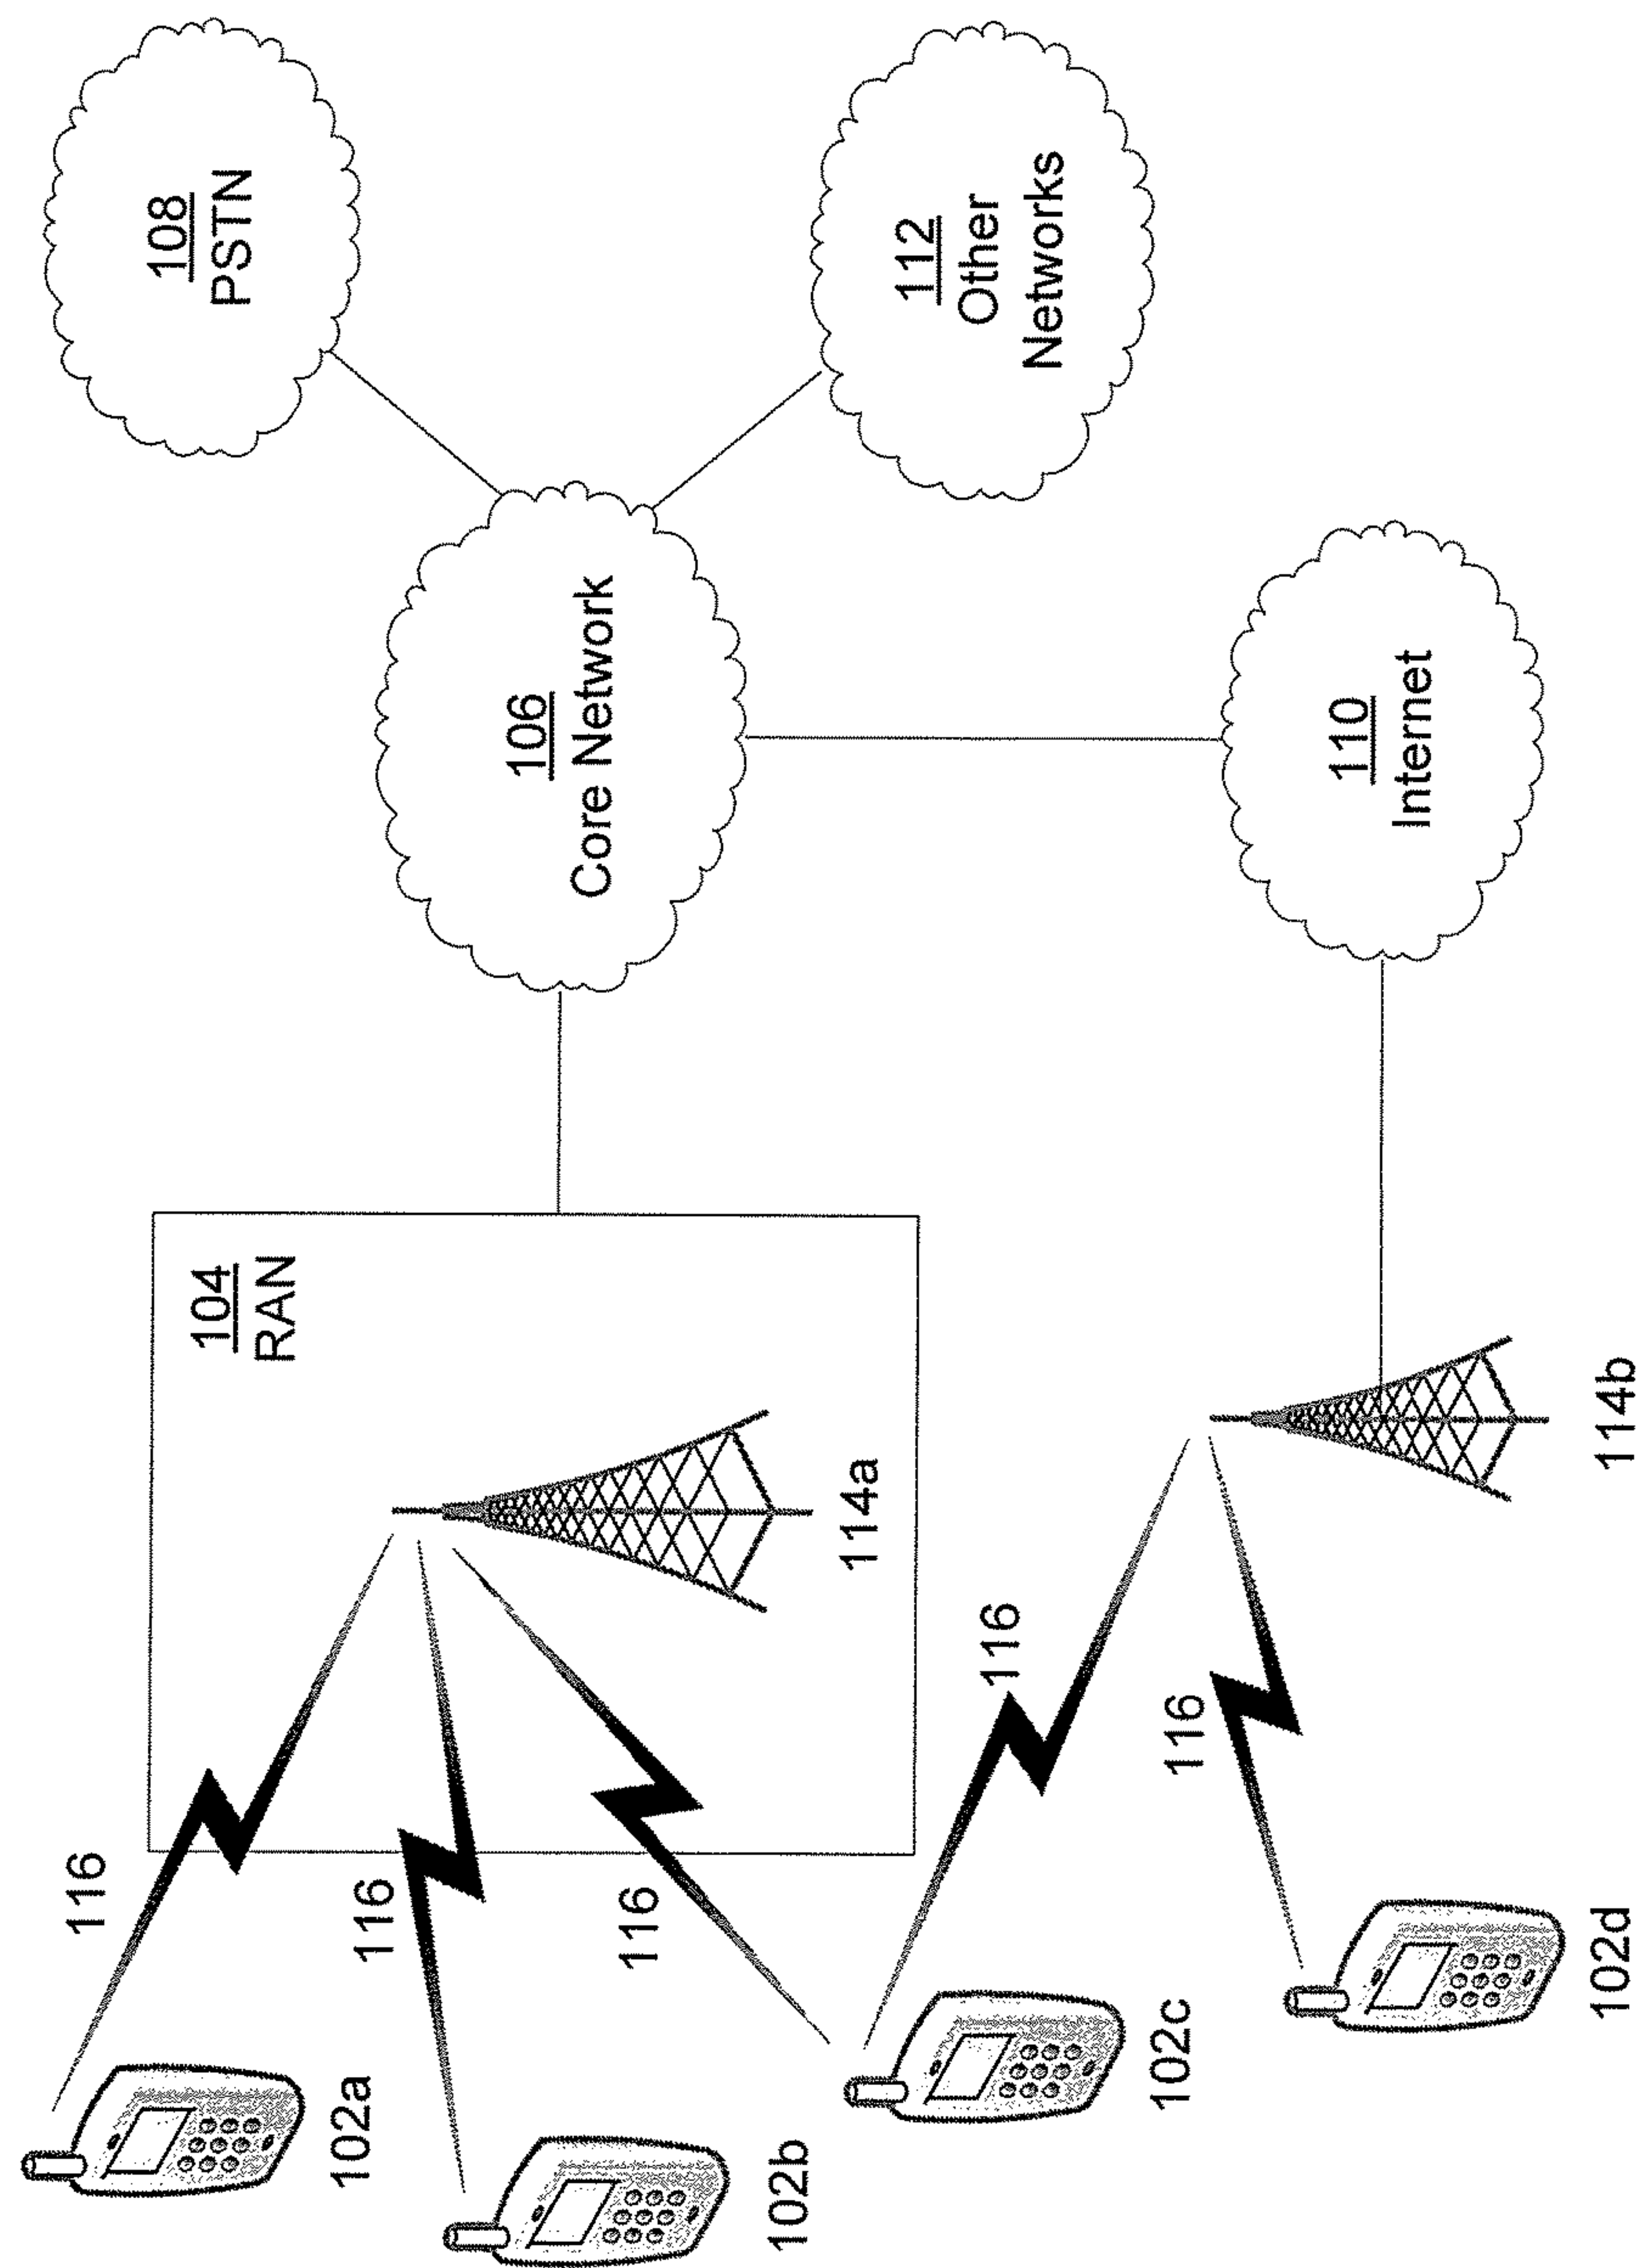 108
PSTN
106
Core Network
112
Other
Networks
110
Internet
104
RAN
114a
114b
116
116
116
116
116
102a
102b
102c
102d